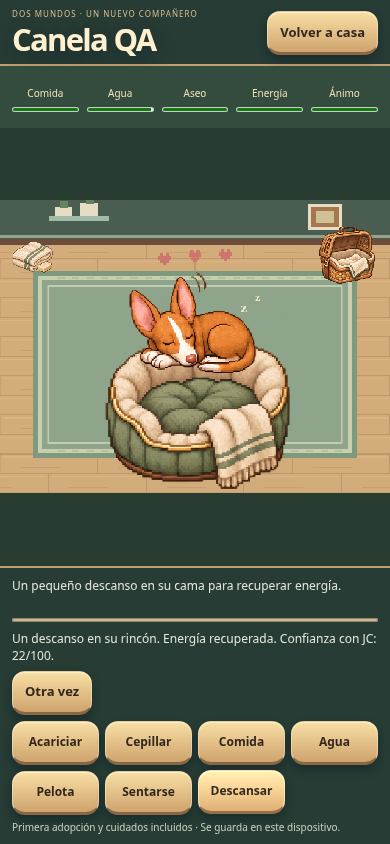 DOS MUNDOS · UN NUEVO COMPAÑERO
Canela QA
Volver a casa
Comida
Agua
Aseo
Energía
Ánimo
z
z
Un pequeño descanso en su cama para recuperar energía.
Un descanso en su rincón. Energía recuperada. Confianza con JC:
22/100.
Otra vez
Acariciar
Cepillar
Comida
Agua
Pelota
Sentarse
Descansar
Primera adopción y cuidados incluidos · Se guarda en este dispositivo.